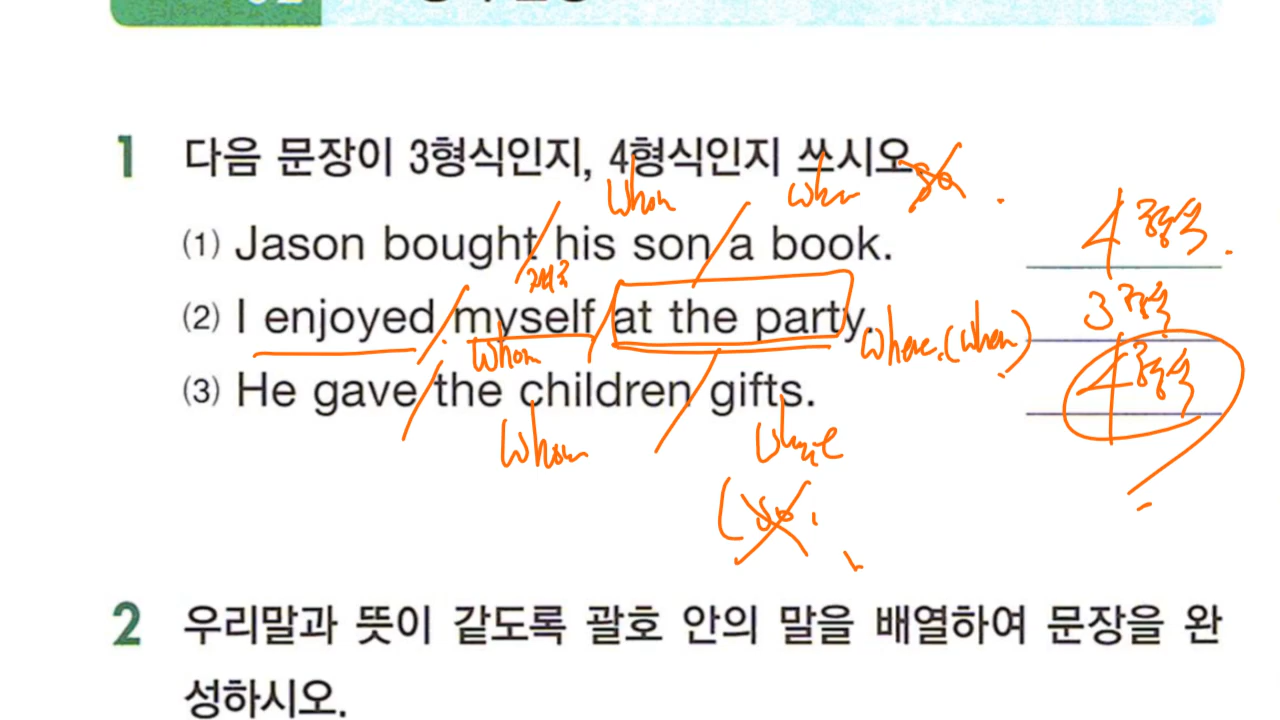 1 다음 문장이 3형식인지, 4형식인지 쓰시오.
whom
(1) Jason bought his son a book. 4형식
(2) I enjoyed myself at the party. 3형식
whom where (when)
(3) He gave the children gifts. 4형식
whom
2 우리말과 뜻이 같도록 괄호 안의 말을 배열하여 문장을 완
성하시오.